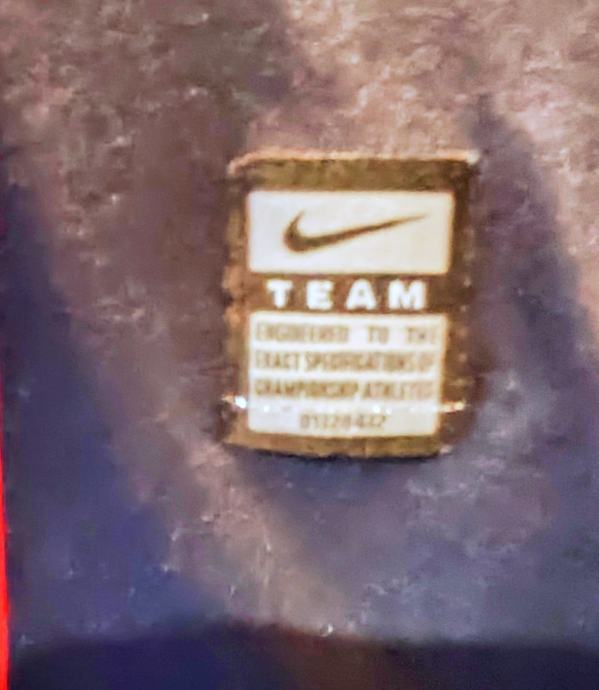 TEAM
ENGINEERED TO THE
EXACT SPECIFICATIONS OF
CHAMPIONSHIP ATHLETES